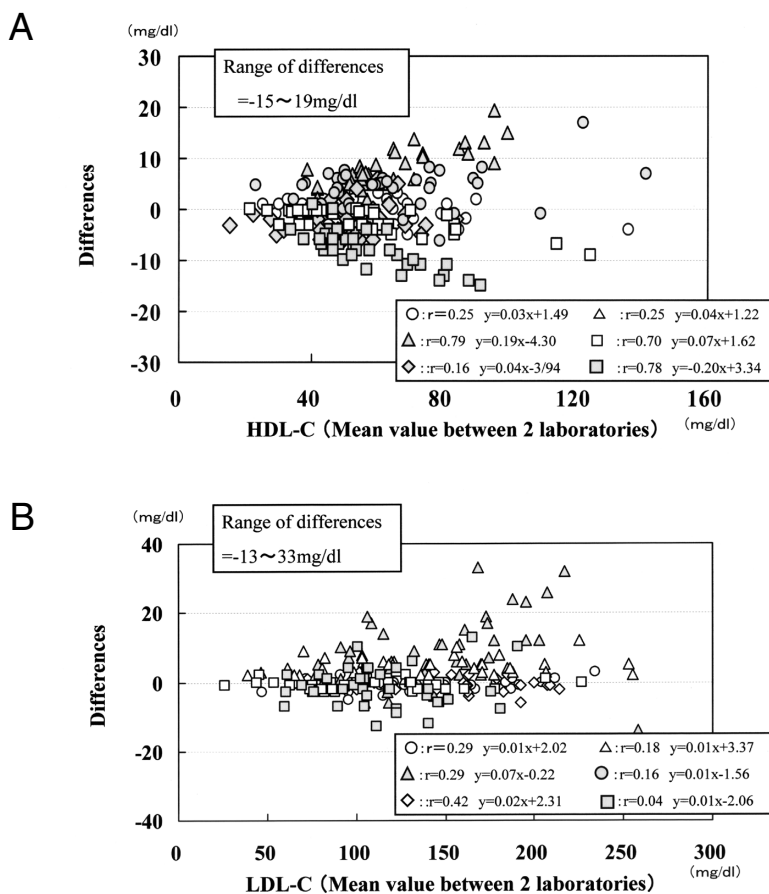 A
（mg/dl）
Range of differences
=-15～19mg/dl
30
20
10
0
-10
-20
-30
Differences
:r=0.25 y=0.03x+1.49 :r=0.25 y=0.04x+1.22
:r=0.79 y=0.19x-4.30 :r=0.70 y=0.07x+1.62
::r=0.16 y=0.04x-3/94 :r=0.78 y=-0.20x+3.34
0 40 80 120 160
HDL-C（Mean value between 2 laboratories） （mg/dl）
B
（mg/dl）
Range of differences
=-13～33mg/dl
40
20
0
-20
-40
Differences
:r=0.29 y=0.01x+2.02 :r=0.18 y=0.01x+3.37
:r=0.29 y=0.07x-0.22 :r=0.16 y=0.01x-1.56
::r=0.42 y=0.02x+2.31 :r=0.04 y=0.01x-2.06
0 50 100 150 200 250 300
LDL-C（Mean value between 2 laboratories） （mg/dl）